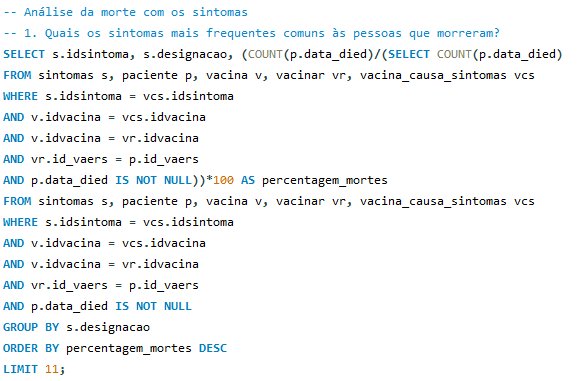 -- Análise da morte com os sintomas
-- 1. Quais os sintomas mais frequentes comuns às pessoas que morreram?
SELECT s.idsintoma, s.designacao, (COUNT(p.data_died)/(SELECT COUNT(p.data_died)
FROM sintomas s, paciente p, vacina v, vacinar vr, vacina_causa_sintomas vcs
WHERE s.idsintoma = vcs.idsintoma
AND v.idvacina = vcs.idvacina
AND v.idvacina = vr.idvacina
AND vr.id_vaers = p.id_vaers
AND p.data_died IS NOT NULL))*100 AS percentagem_mortes
FROM sintomas s, paciente p, vacina v, vacinar vr, vacina_causa_sintomas vcs
WHERE s.idsintoma = vcs.idsintoma
AND v.idvacina = vcs.idvacina
AND v.idvacina = vr.idvacina
AND vr.id_vaers = p.id_vaers
AND p.data_died IS NOT NULL
GROUP BY s.designacao
ORDER BY percentagem_mortes DESC
LIMIT 11;